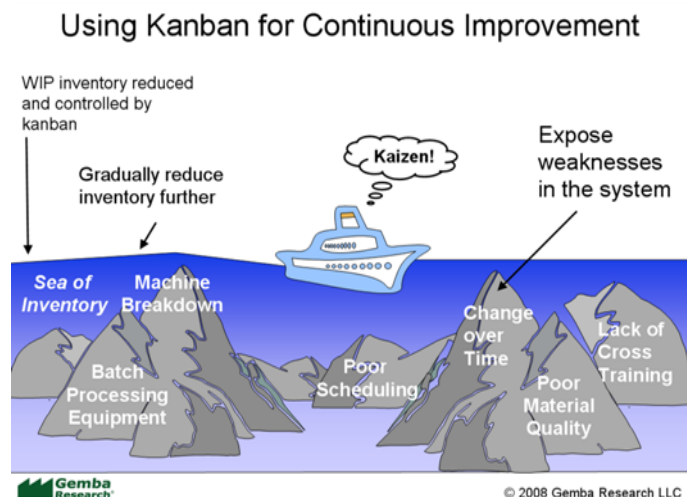 Using Kanban for Continuous Improvement
WIP inventory reduced
and controlled by
kanban
Gradually reduce
inventory further
Kaizen!
Expose
weaknesses
in the system
Sea of
Inventory
Machine
Breakdown
Batch
Processing
Equipment
Poor
Scheduling
Change
over
Time
Poor
Material
Quality
Lack of
Cross
Training
Gemba
Research
© 2008 Gemba Research LLC